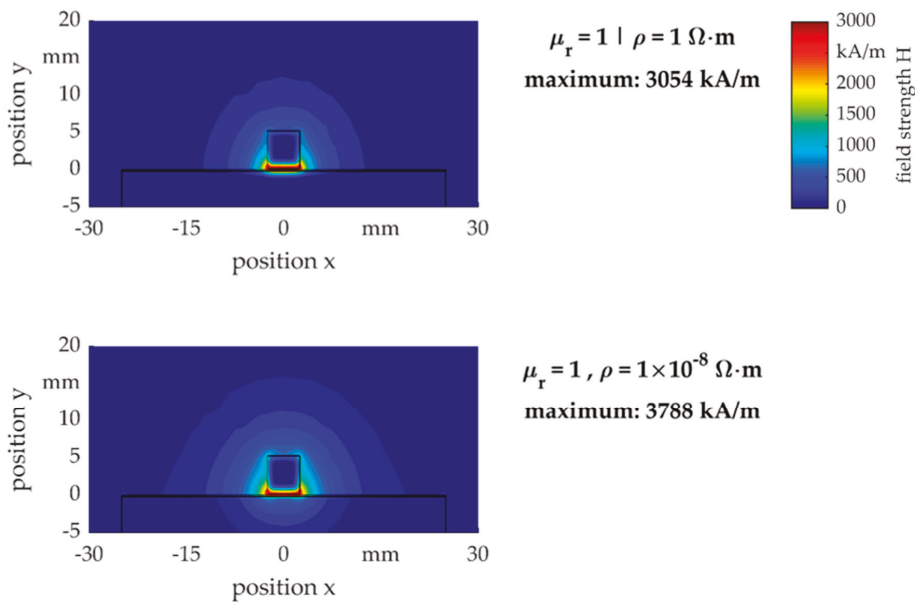 20
mm
10
5
0
-5
position y
-30
-15
0
mm
30
position x
μr = 1 | ρ = 1 Ω·m
maximum: 3054 kA/m
3000
kA/m
2000
1500
1000
500
0
field strength H
20
mm
10
5
0
-5
position y
-30
-15
0
mm
30
position x
μr = 1 , ρ = 1×10⁻⁸ Ω·m
maximum: 3788 kA/m